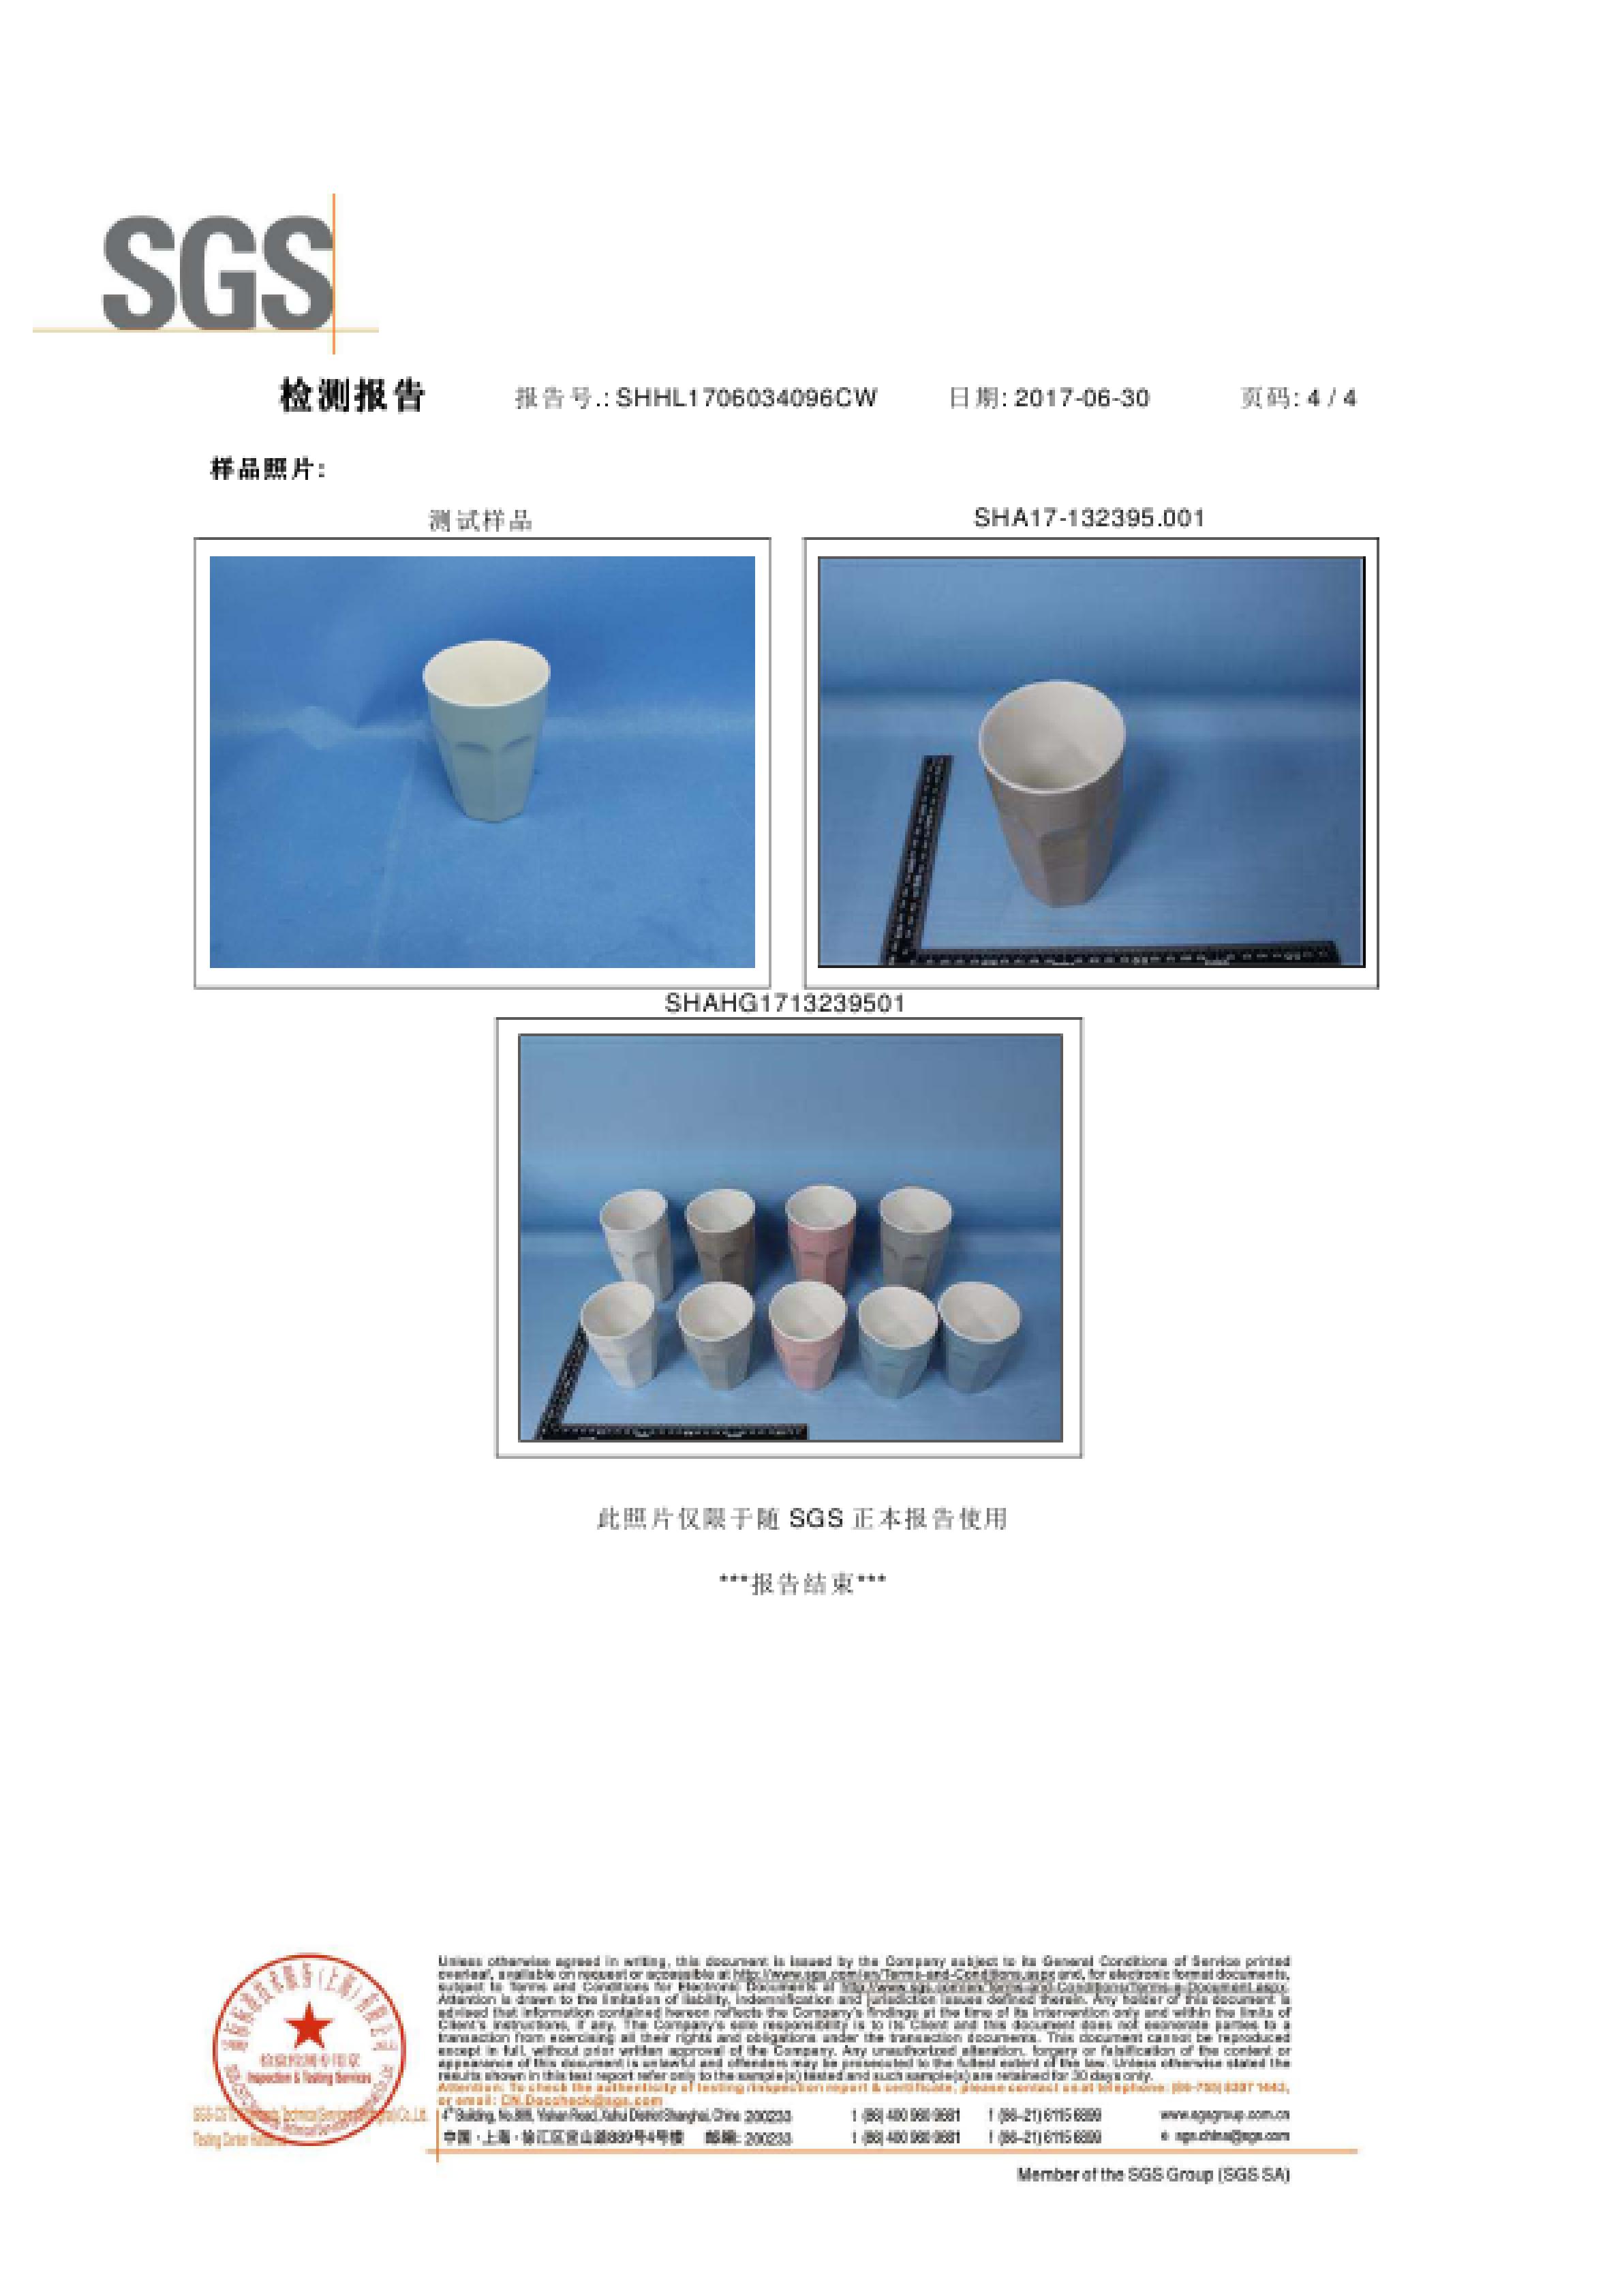 SGS
检测报告 报告号.: SHHL1706034096CW 日期: 2017-06-30 页码: 4 / 4
样品照片:
测试样品 SHA17-132395.001
SHAHG1713239501
此照片仅限于随 SGS 正本报告使用
***报告结束***
Unless otherwise agreed in writing, this document is issued by the Company subject to its General Conditions of Service printed
overleaf, available on request or accessible at http://www.sgs.com/en/Terms-and-Conditions.aspx and, for electronic format documents,
subject to Terms and Conditions for Electronic Documents at http://www.sgs.com/en/Terms-and-Conditions/Terms-e-Document.aspx.
Attention is drawn to the limitation of liability, indemnification and jurisdiction issues defined therein. Any holder of this document is
advised that information contained hereon reflects the Company's findings at the time of its intervention only and within the limits of
Client's instructions, if any. The Company's sole responsibility is to its Client and this document does not exonerate parties to a
transaction from exercising all their rights and obligations under the transaction documents. This document cannot be reproduced
except in full, without prior written approval of the Company. Any unauthorized alteration, forgery or falsification of the content or
appearance of this document is unlawful and offenders may be prosecuted to the fullest extent of the law. Unless otherwise stated the
results shown in this test report refer only to the sample(s) tested and such sample(s) are retained for 30 days only.
Attention: To check the authenticity of testing /inspection report & certificate, please contact us at telephone: (86-755) 8307 1443,
or email: CN.Doccheck@sgs.com
检验检测专用章
Inspection & Testing Services
Testing Center
4th Building, No.889, Yishan Road, Xuhui District Shanghai, China 200233 t (86) 400 960 9661 f (86-21) 6115 6899 www.sgsgroup.com.cn
中国·上海·徐汇区宜山路889号4号楼 邮编: 200233 t (86) 400 960 9661 f (86-21) 6115 6899 e sgs.china@sgs.com
Member of the SGS Group (SGS SA)